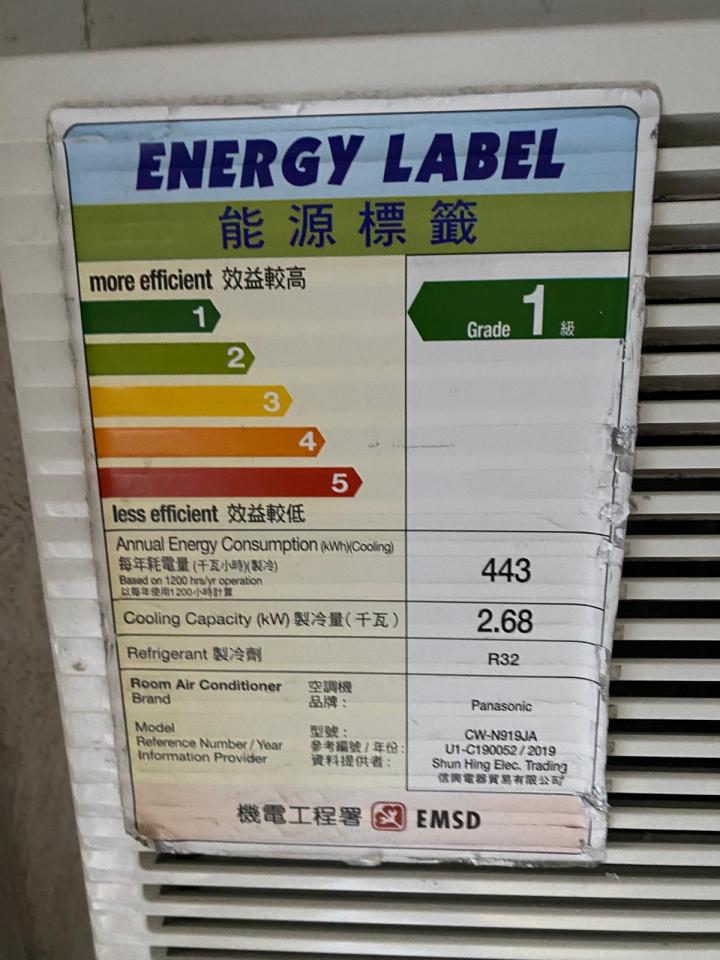 ENERGY LABEL
能源標籤
more efficient 效益較高
1
2
3
4
5
less efficient 效益較低
Grade 1 級
Annual Energy Consumption (kWh)(Cooling)
每年耗電量 (千瓦小時)(製冷)
Based on 1200 hrs/yr operation
以每年使用1200小時計算
443
Cooling Capacity (kW) 製冷量(千瓦)
2.68
Refrigerant 製冷劑
R32
Room Air Conditioner 空調機
Brand 品牌：
Panasonic
Model 型號：
CW-N919JA
Reference Number / Year 參考編號 / 年份：
U1-C190052 / 2019
Information Provider 資料提供者：
Shun Hing Elec. Trading
信興電器貿易有限公司
機電工程署 EMSD